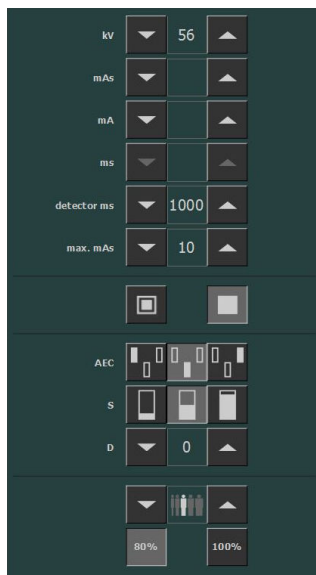 kV 56
mAs
mA
ms
detector ms 1000
max. mAs 10
AEC
S
D 0
80% 100%